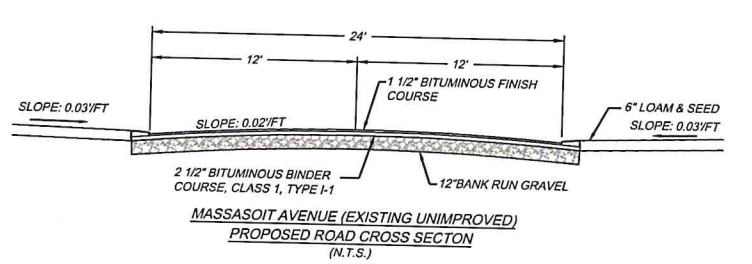 24'
12'
12'
1 1/2" BITUMINOUS FINISH
COURSE
SLOPE: 0.03'/FT
6" LOAM & SEED
SLOPE: 0.02'/FT
SLOPE: 0.03'/FT
2 1/2" BITUMINOUS BINDER
COURSE, CLASS 1, TYPE I-1
12"BANK RUN GRAVEL
MASSASOIT AVENUE (EXISTING UNIMPROVED)
PROPOSED ROAD CROSS SECTON
(N.T.S.)